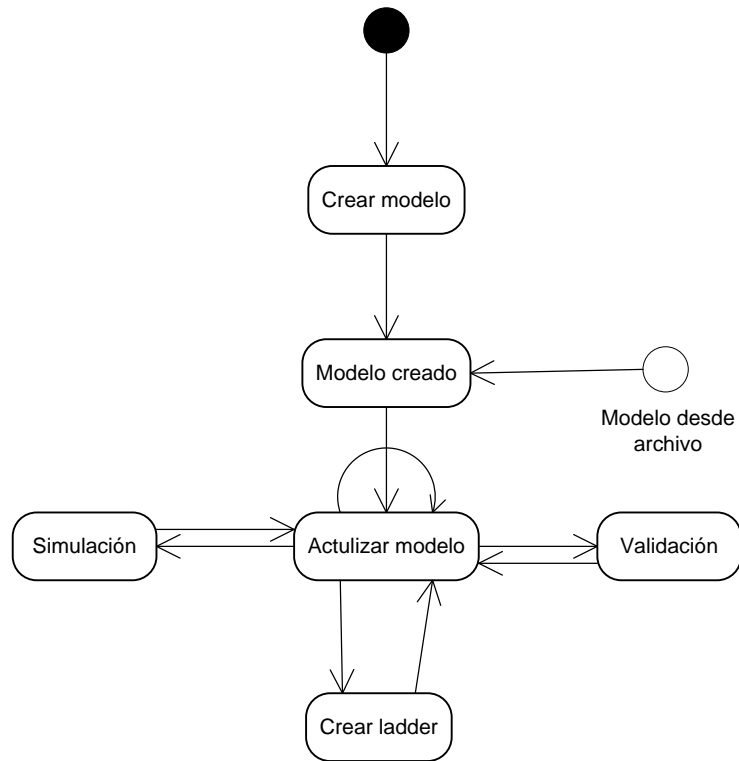 Crear modelo
Modelo creado
Modelo desde
archivo
Simulación
Actulizar modelo
Validación
Crear ladder